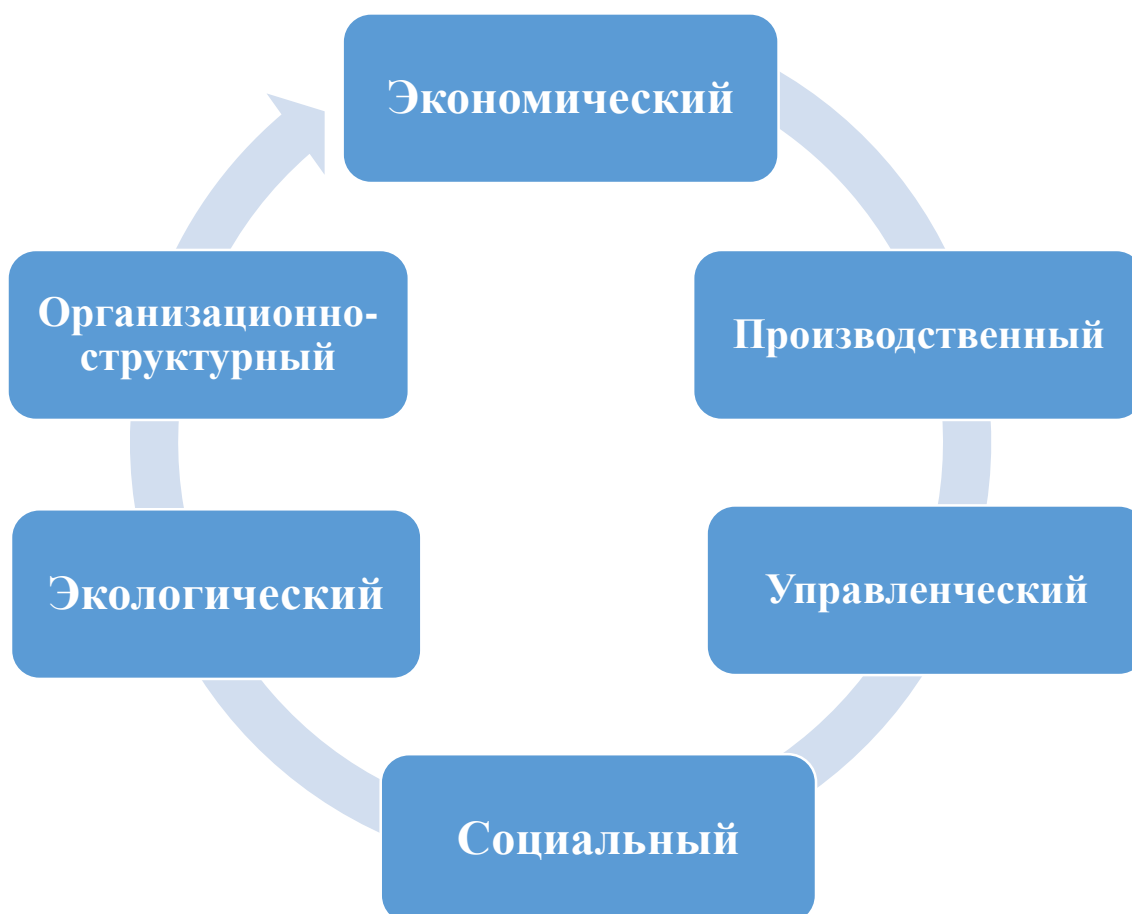 Экономический
Производственный
Управленческий
Социальный
Экологический
Организационно-
структурный